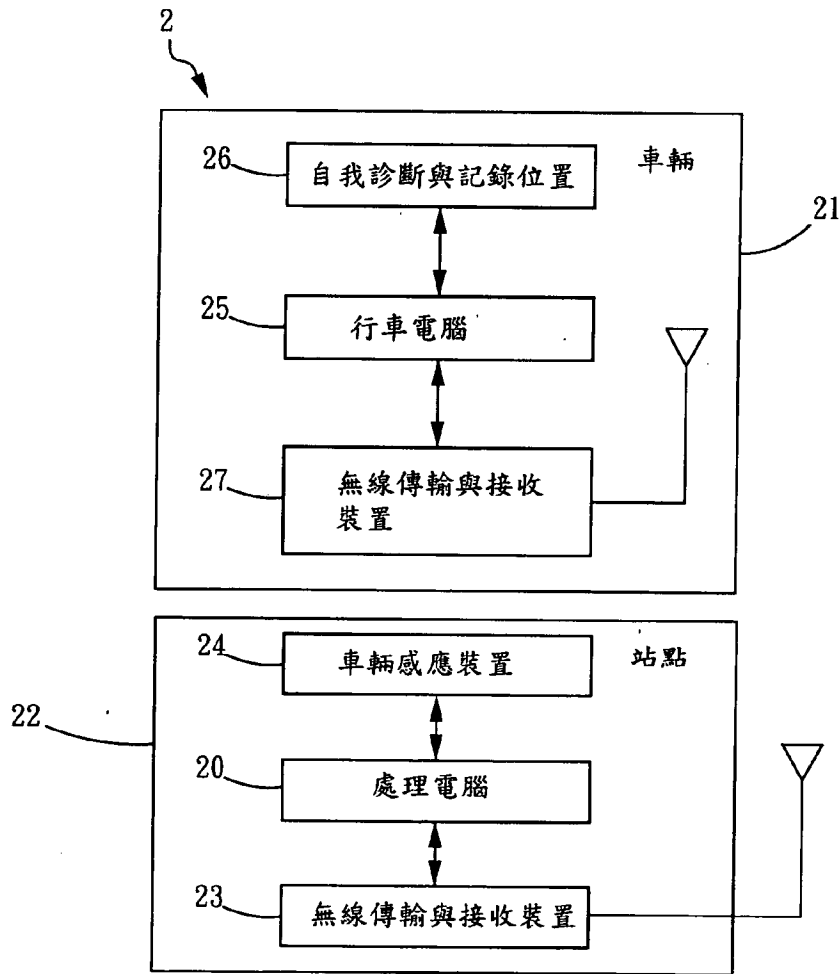 2
26
自我診斷與記錄位置
車輛
21
25
行車電腦
27
無線傳輸與接收
裝置
24
車輛感應裝置
站點
22
20
處理電腦
23
無線傳輸與接收裝置